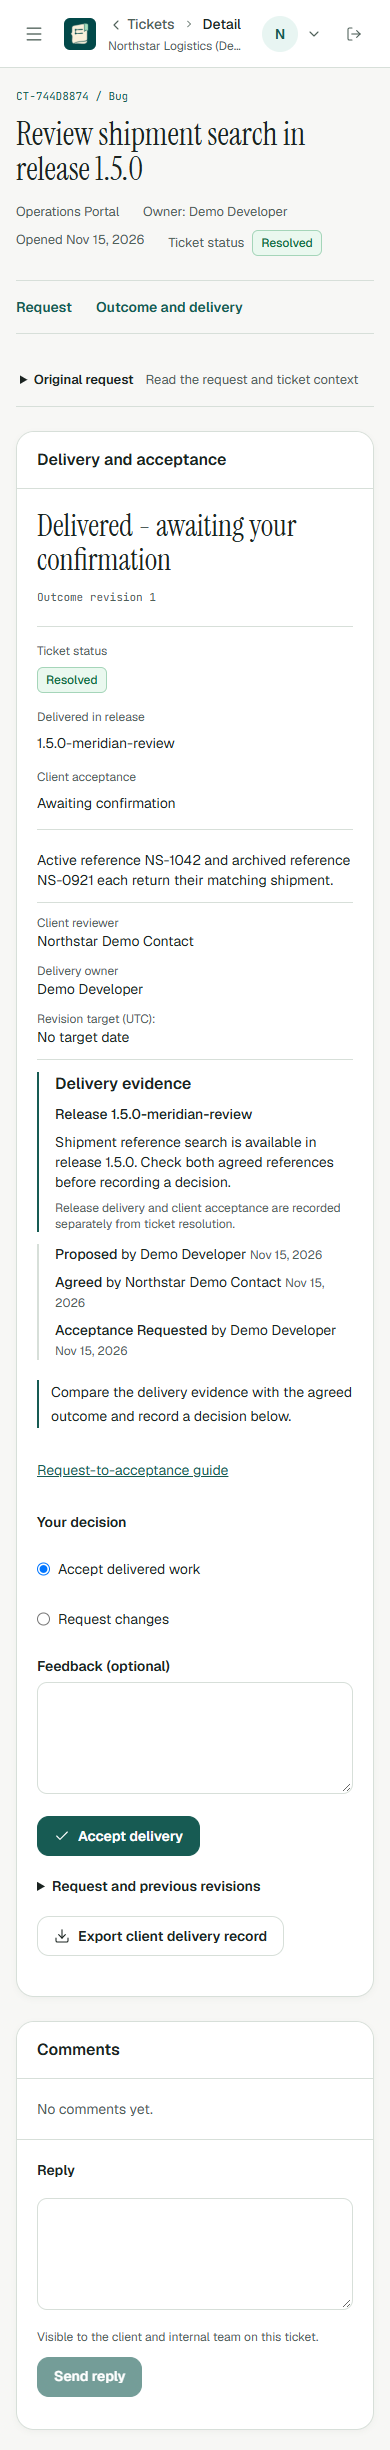 Tickets > Detail
Northstar Logistics (De...
N
CT-744D8874 / Bug
Review shipment search in
release 1.5.0
Operations Portal Owner: Demo Developer
Opened Nov 15, 2026 Ticket status Resolved
Request Outcome and delivery
Original request Read the request and ticket context
Delivery and acceptance
Delivered - awaiting your
confirmation
Outcome revision 1
Ticket status
Resolved
Delivered in release
1.5.0-meridian-review
Client acceptance
Awaiting confirmation
Active reference NS-1042 and archived reference
NS-0921 each return their matching shipment.
Client reviewer
Northstar Demo Contact
Delivery owner
Demo Developer
Revision target (UTC):
No target date
Delivery evidence
Release 1.5.0-meridian-review
Shipment reference search is available in
release 1.5.0. Check both agreed references
before recording a decision.
Release delivery and client acceptance are recorded
separately from ticket resolution.
Proposed by Demo Developer Nov 15, 2026
Agreed by Northstar Demo Contact Nov 15,
2026
Acceptance Requested by Demo Developer
Nov 15, 2026
Compare the delivery evidence with the agreed
outcome and record a decision below.
Request-to-acceptance guide
Your decision
Accept delivered work
Request changes
Feedback (optional)
Accept delivery
Request and previous revisions
Export client delivery record
Comments
No comments yet.
Reply
Visible to the client and internal team on this ticket.
Send reply